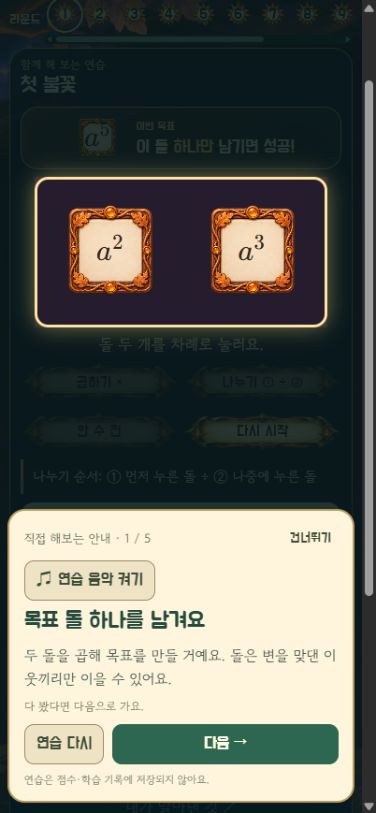 라운드 1 2 3 4 5 6 7 8 9
함께 해 보는 연습
첫 불꽃
a⁵
이번 목표
이 돌 하나만 남기면 성공!
a² a³
돌 두 개를 차례로 눌러요.
곱하기 × 나누기 ① ÷ ②
한 수 전 다시 시작
나누기 순서: ① 먼저 누른 돌 ÷ ② 나중에 누른 돌
직접 해보는 안내 · 1 / 5 건너뛰기
♫ 연습 음악 켜기
목표 돌 하나를 남겨요
두 돌을 곱해 목표를 만들 거예요. 돌은 변을 맞댄 이
웃끼리만 이을 수 있어요.
다 봤다면 다음으로 가요.
연습 다시 다음 →
연습은 점수·학습 기록에 저장되지 않아요.